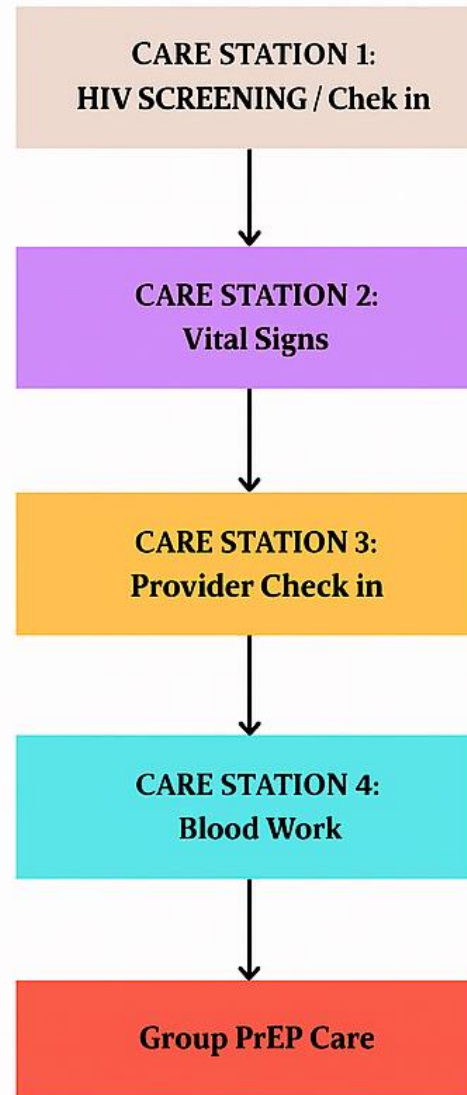 CARE STATION 1:
HIV SCREENING / Chek in
CARE STATION 2:
Vital Signs
CARE STATION 3:
Provider Check in
CARE STATION 4:
Blood Work
Group PrEP Care